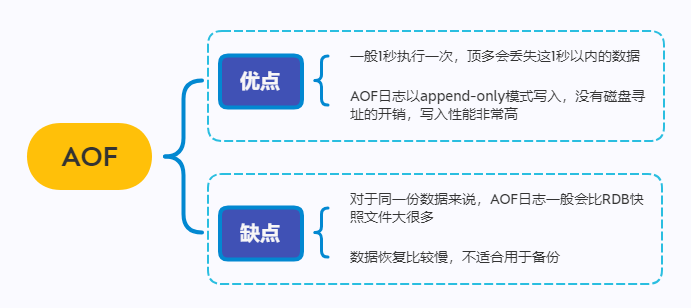 AOF
优点
一般1秒执行一次，顶多会丢失这1秒以内的数据
AOF日志以append-only模式写入，没有磁盘寻
址的开销，写入性能非常高
缺点
对于同一份数据来说，AOF日志一般会比RDB快
照文件大很多
数据恢复比较慢，不适合用于备份